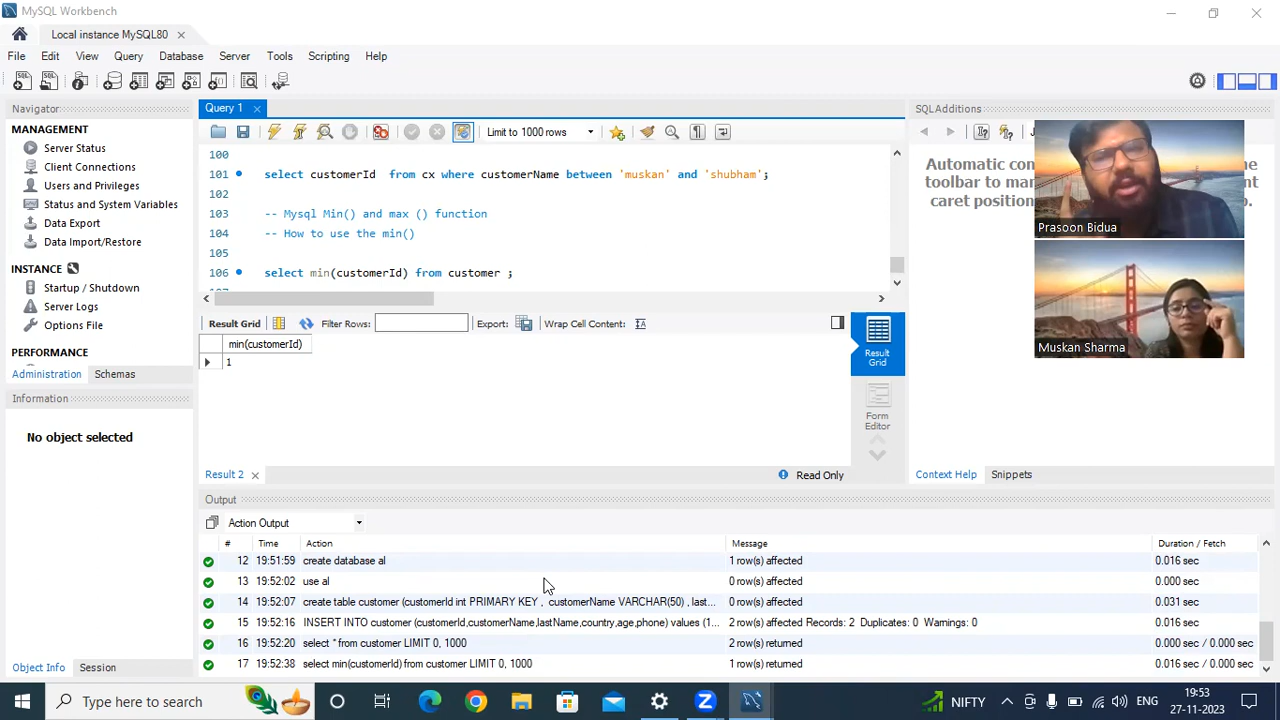 MySQL Workbench
Local instance MySQL80
File Edit View Query Database Server Tools Scripting Help
Navigator
MANAGEMENT
Server Status
Client Connections
Users and Privileges
Status and System Variables
Data Export
Data Import/Restore
INSTANCE
Startup / Shutdown
Server Logs
Options File
PERFORMANCE
Administration Schemas
Information
No object selected
Object Info Session
Query 1
Limit to 1000 rows
100
101 select customerId from cx where customerName between 'muskan' and 'shubham';
102
103 -- Mysql Min() and max () function
104 -- How to use the min()
105
106 select min(customerId) from customer ;
Result Grid Filter Rows: Export: Wrap Cell Content:
min(customerId)
1
Result Grid
Form Editor
Result 2 Read Only
SQLAdditions
Automatic
toolbar to
caret
Prasoon Bidua
Muskan Sharma
Context Help Snippets
Output
Action Output
# Time Action Message Duration / Fetch
12 19:51:59 create database al 1 row(s) affected 0.016 sec
13 19:52:02 use al 0 row(s) affected 0.000 sec
14 19:52:07 create table customer (customerId int PRIMARY KEY , customerName VARCHAR(50) , last... 0 row(s) affected 0.031 sec
15 19:52:16 INSERT INTO customer (customerId,customerName,lastName,country,age,phone) values (1... 2 row(s) affected Records: 2 Duplicates: 0 Warnings: 0 0.016 sec
16 19:52:30 select * from customer LIMIT 0, 1000 2 row(s) returned 0.000 sec / 0.000 sec
17 19:52:38 select min(customerId) from customer LIMIT 0, 1000 1 row(s) returned 0.016 sec / 0.000 sec
Type here to search
NIFTY
ENG
19:53
27-11-2023